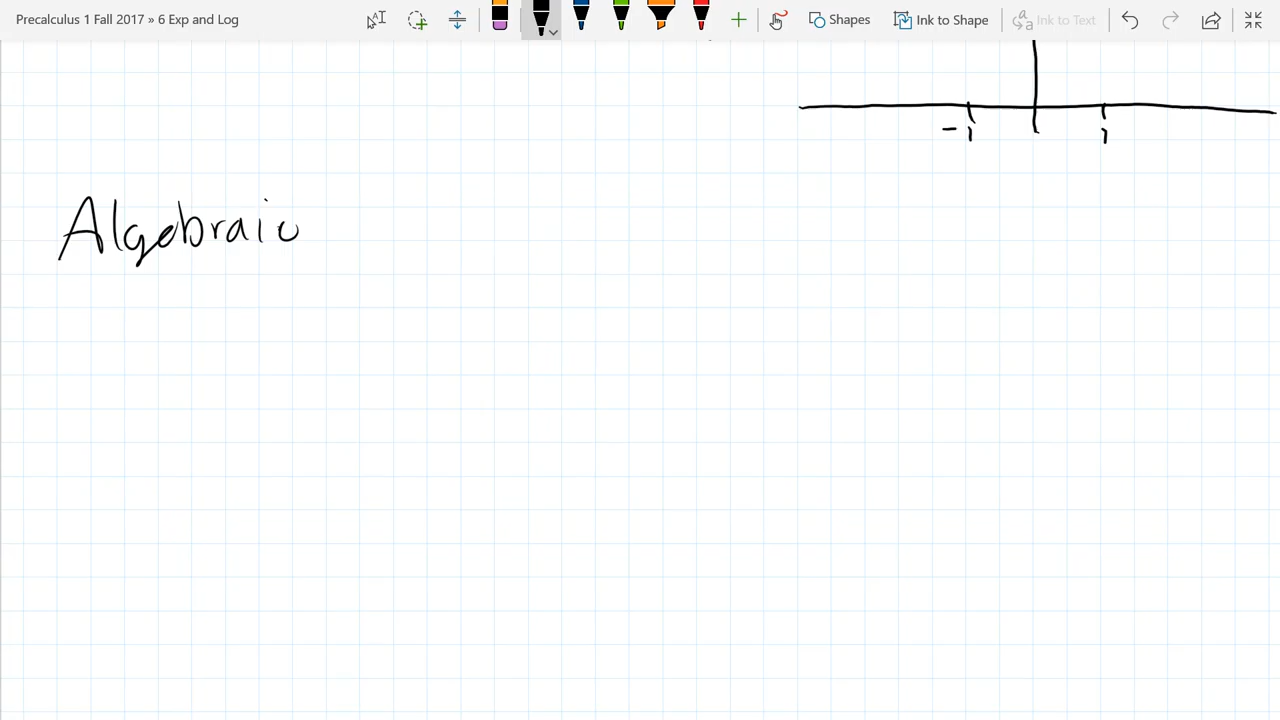 Precalculus 1 Fall 2017 » 6 Exp and Log
Shapes
Ink to Shape
Ink to Text
-1
1
Algebraic